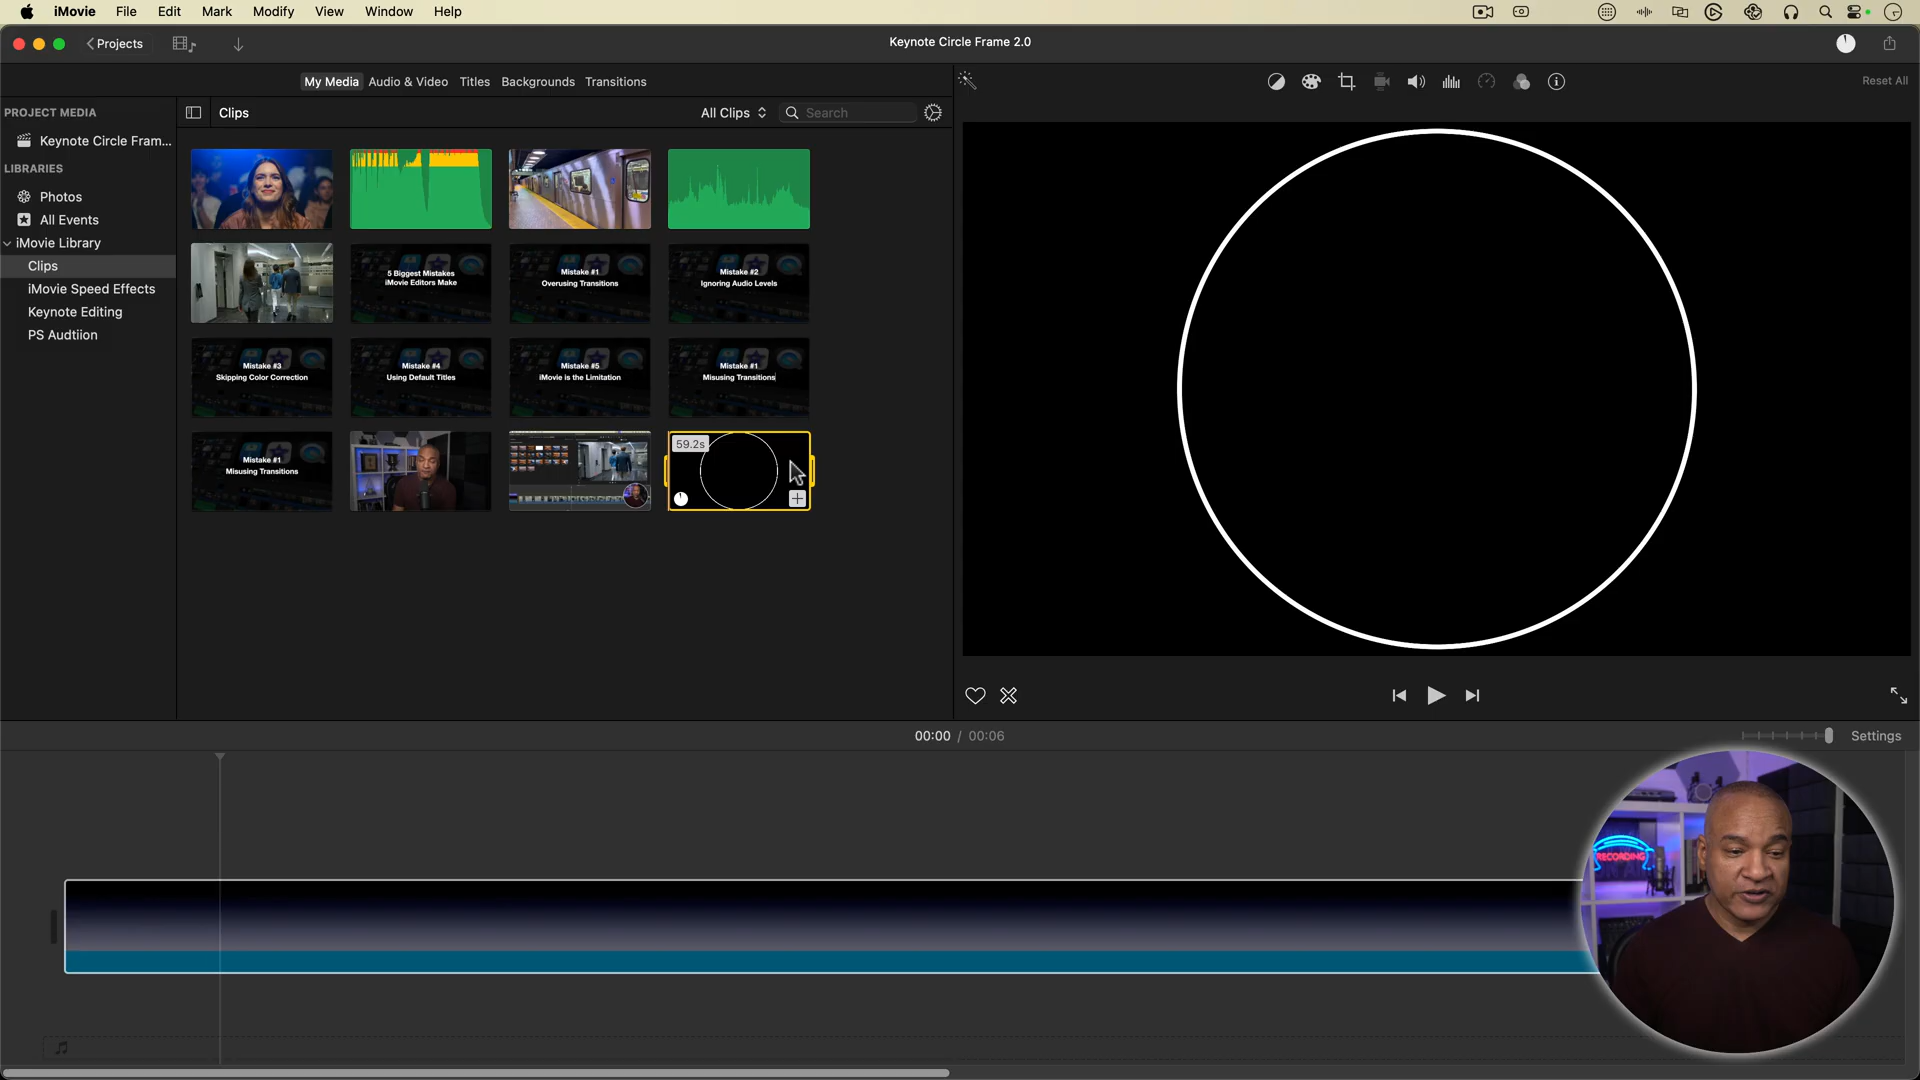 iMovie File Edit Mark Modify View Window Help
Projects
Keynote Circle Frame 2.0
My Media Audio & Video Titles Backgrounds Transitions
Reset All
PROJECT MEDIA
Keynote Circle Fram...
LIBRARIES
Photos
All Events
iMovie Library
Clips
iMovie Speed Effects
Keynote Editing
PS Audtiion
Clips
All Clips
Search
5 Biggest Mistakes
iMovie Editors Make
Mistake #1
Overusing Transitions
Mistake #2
Ignoring Audio Levels
Mistake #3
Skipping Color Correction
Mistake #4
Using Default Titles
Mistake #5
iMovie is the Limitation
Mistake #1
Misusing Transitions
Mistake #1
Misusing Transitions
59.2s
00:00 / 00:06
Settings
RECORDING